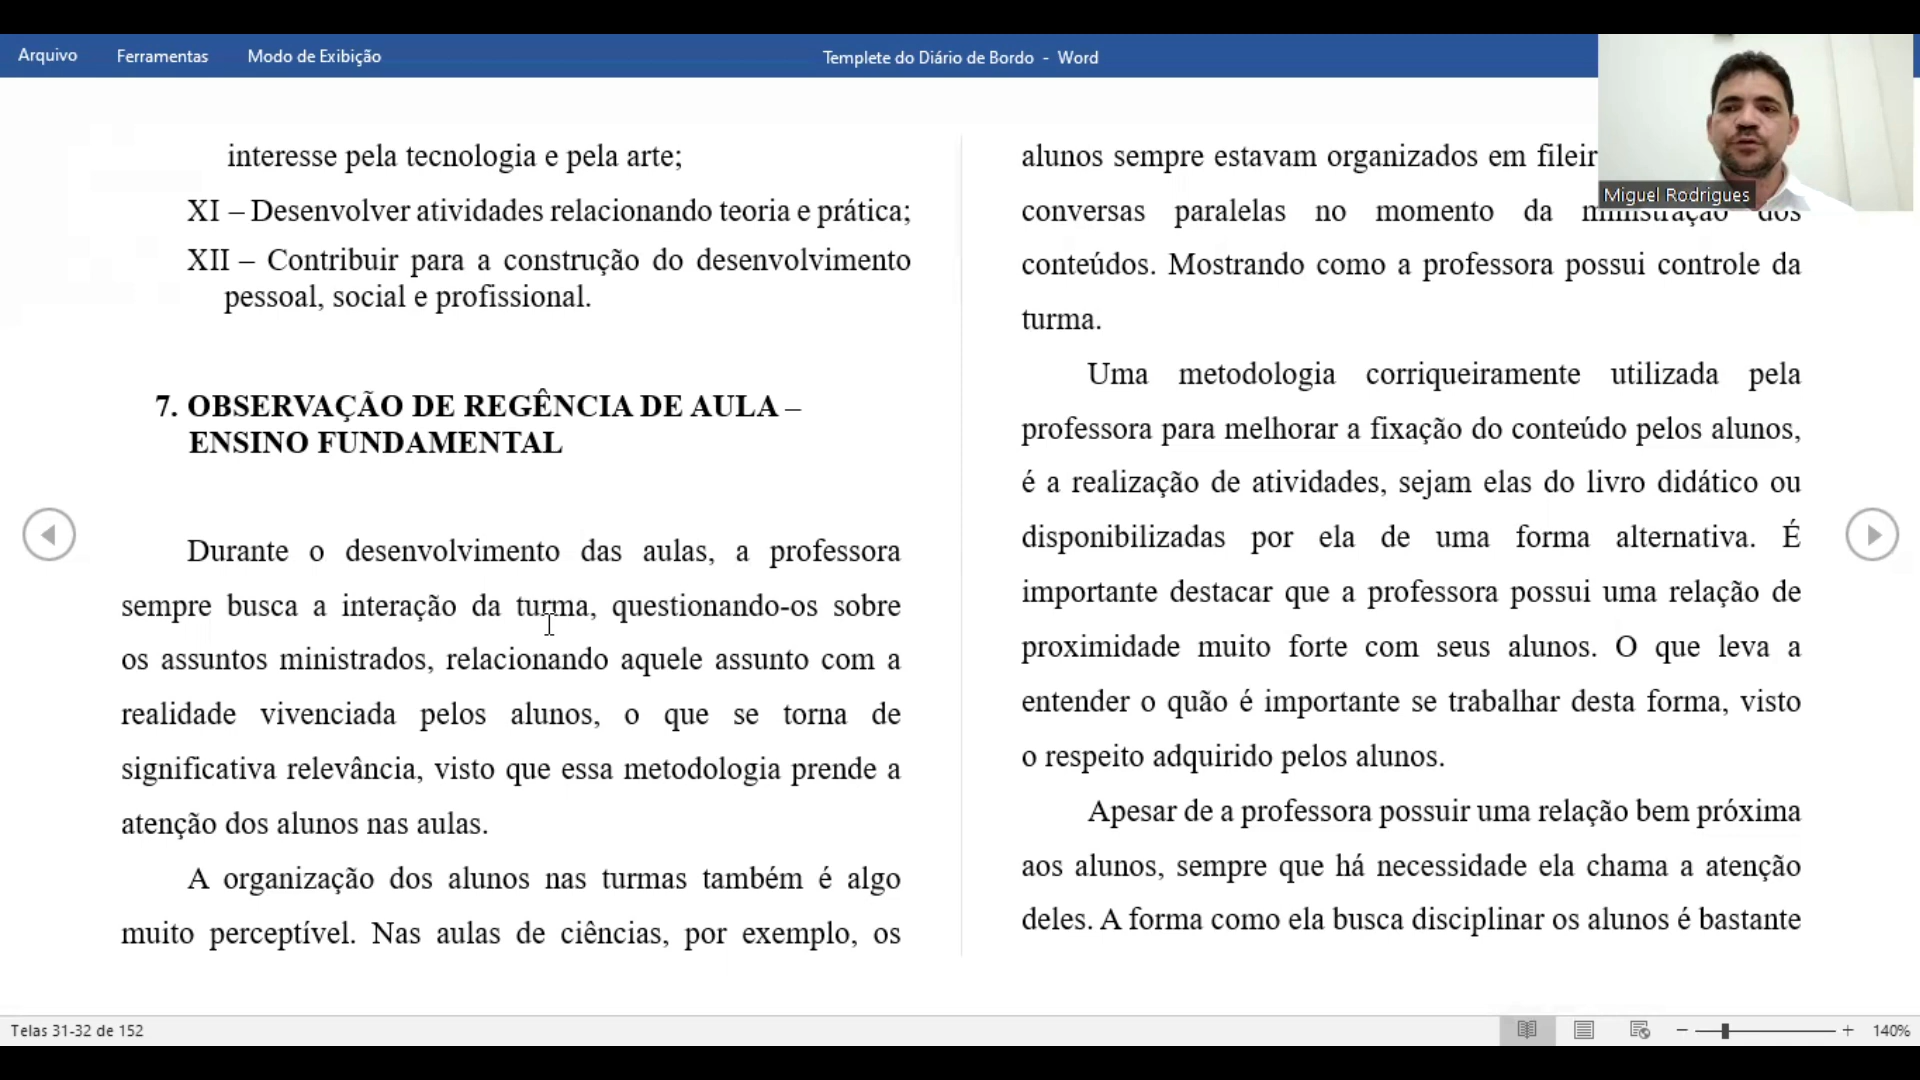 Arquivo Ferramentas Modo de Exibição Templete do Diário de Bordo - Word
interesse pela tecnologia e pela arte;
XI – Desenvolver atividades relacionando teoria e prática;
XII – Contribuir para a construção do desenvolvimento
pessoal, social e profissional.
7. OBSERVAÇÃO DE REGÊNCIA DE AULA –
ENSINO FUNDAMENTAL
Durante o desenvolvimento das aulas, a professora
sempre busca a interação da turma, questionando-os sobre
os assuntos ministrados, relacionando aquele assunto com a
realidade vivenciada pelos alunos, o que se torna de
significativa relevância, visto que essa metodologia prende a
atenção dos alunos nas aulas.
A organização dos alunos nas turmas também é algo
muito perceptível. Nas aulas de ciências, por exemplo, os
alunos sempre estavam organizados em
conversas paralelas no momento da ministração dos
conteúdos. Mostrando como a professora possui controle da
turma.
Uma metodologia corriqueiramente utilizada pela
professora para melhorar a fixação do conteúdo pelos alunos,
é a realização de atividades, sejam elas do livro didático ou
disponibilizadas por ela de uma forma alternativa. É
importante destacar que a professora possui uma relação de
proximidade muito forte com seus alunos. O que leva a
entender o quão é importante se trabalhar desta forma, visto
o respeito adquirido pelos alunos.
Apesar de a professora possuir uma relação bem próxima
aos alunos, sempre que há necessidade ela chama a atenção
deles. A forma como ela busca disciplinar os alunos é bastante
Miguel Rodrigues
Telas 31-32 de 152
140%